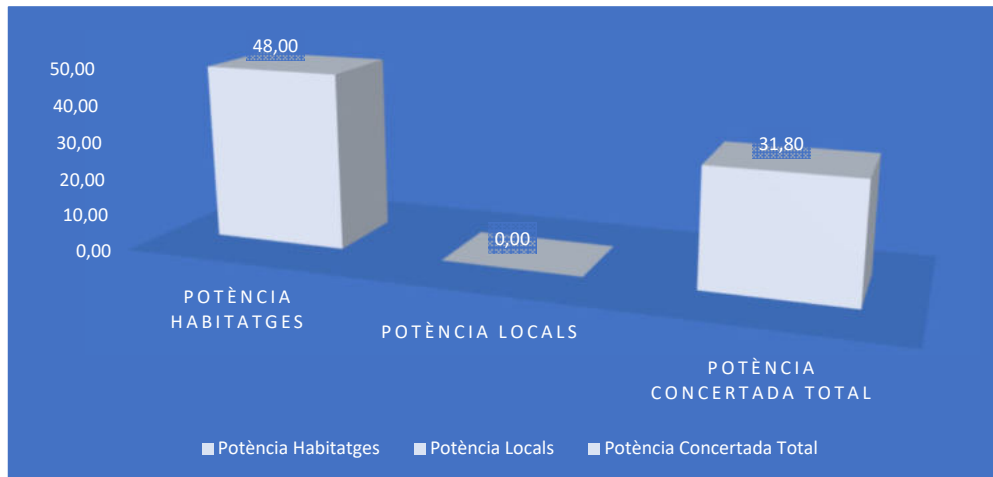 48,00
50,00
40,00
30,00
20,00
10,00
0,00
0,00
31,80
POTÈNCIA
HABITATGES
POTÈNCIA LOCALS
POTÈNCIA
CONCERTADA TOTAL
Potència Habitatges Potència Locals Potència Concertada Total